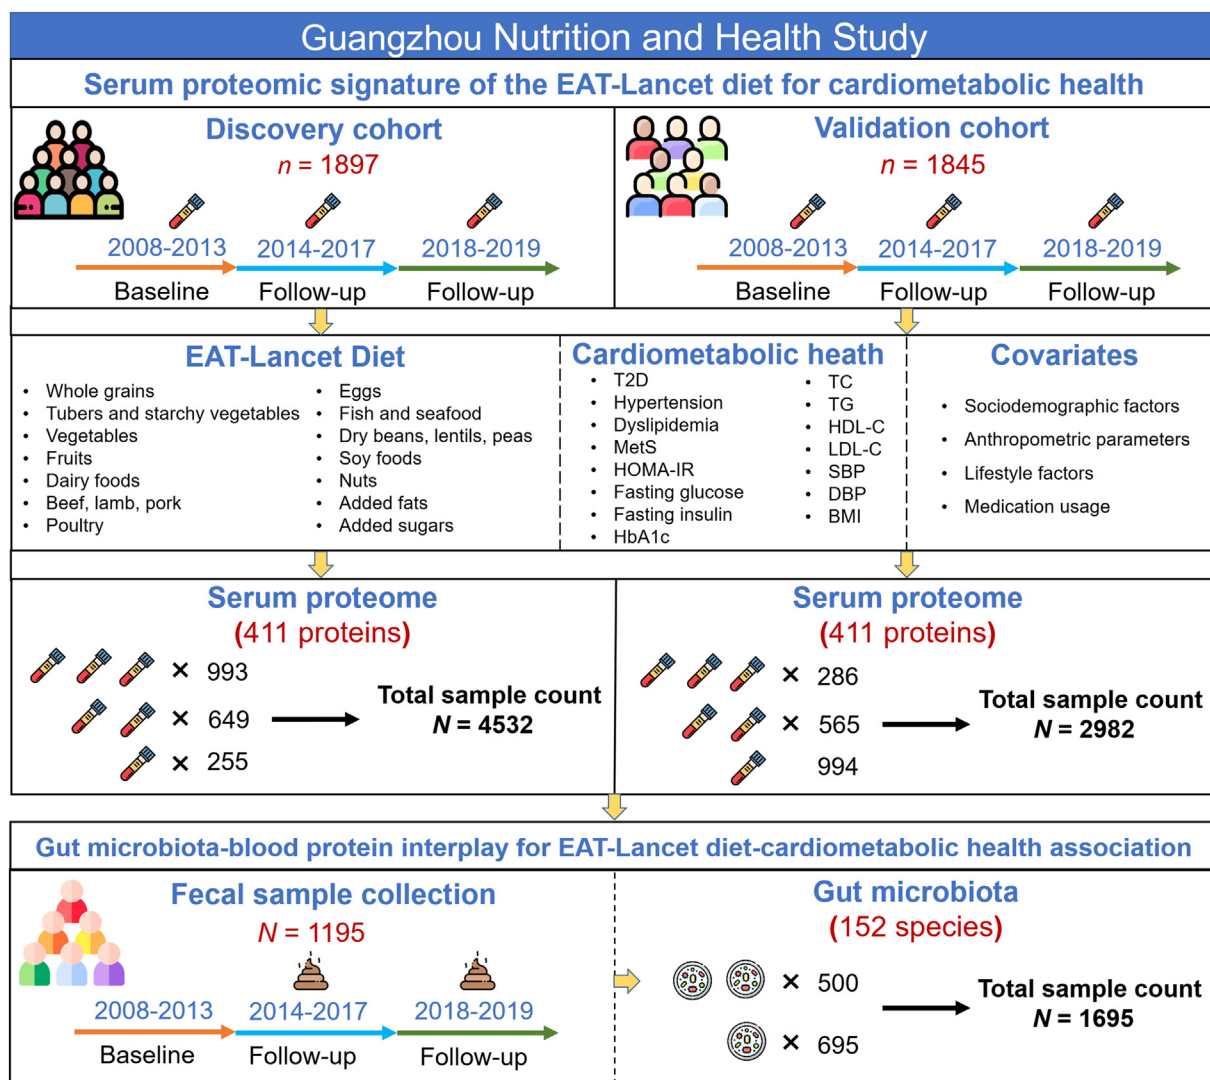 Guangzhou Nutrition and Health Study
Serum proteomic signature of the EAT-Lancet diet for cardiometabolic health
Discovery cohort
n = 1897
2008-2013 2014-2017 2018-2019
Baseline Follow-up Follow-up
Validation cohort
n = 1845
2008-2013 2014-2017 2018-2019
Baseline Follow-up Follow-up
EAT-Lancet Diet
• Whole grains
• Tubers and starchy vegetables
• Vegetables
• Fruits
• Dairy foods
• Beef, lamb, pork
• Poultry
• Eggs
• Fish and seafood
• Dry beans, lentils, peas
• Soy foods
• Nuts
• Added fats
• Added sugars
Cardiometabolic heath
• T2D
• Hypertension
• Dyslipidemia
• MetS
• HOMA-IR
• Fasting glucose
• Fasting insulin
• HbA1c
• TC
• TG
• HDL-C
• LDL-C
• SBP
• DBP
• BMI
Covariates
• Sociodemographic factors
• Anthropometric parameters
• Lifestyle factors
• Medication usage
Serum proteome
(411 proteins)
× 993
× 649
× 255
Total sample count
N = 4532
Serum proteome
(411 proteins)
× 286
× 565
994
Total sample count
N = 2982
Gut microbiota-blood protein interplay for EAT-Lancet diet-cardiometabolic health association
Fecal sample collection
N = 1195
2008-2013 2014-2017 2018-2019
Baseline Follow-up Follow-up
Gut microbiota
(152 species)
× 500
× 695
Total sample count
N = 1695